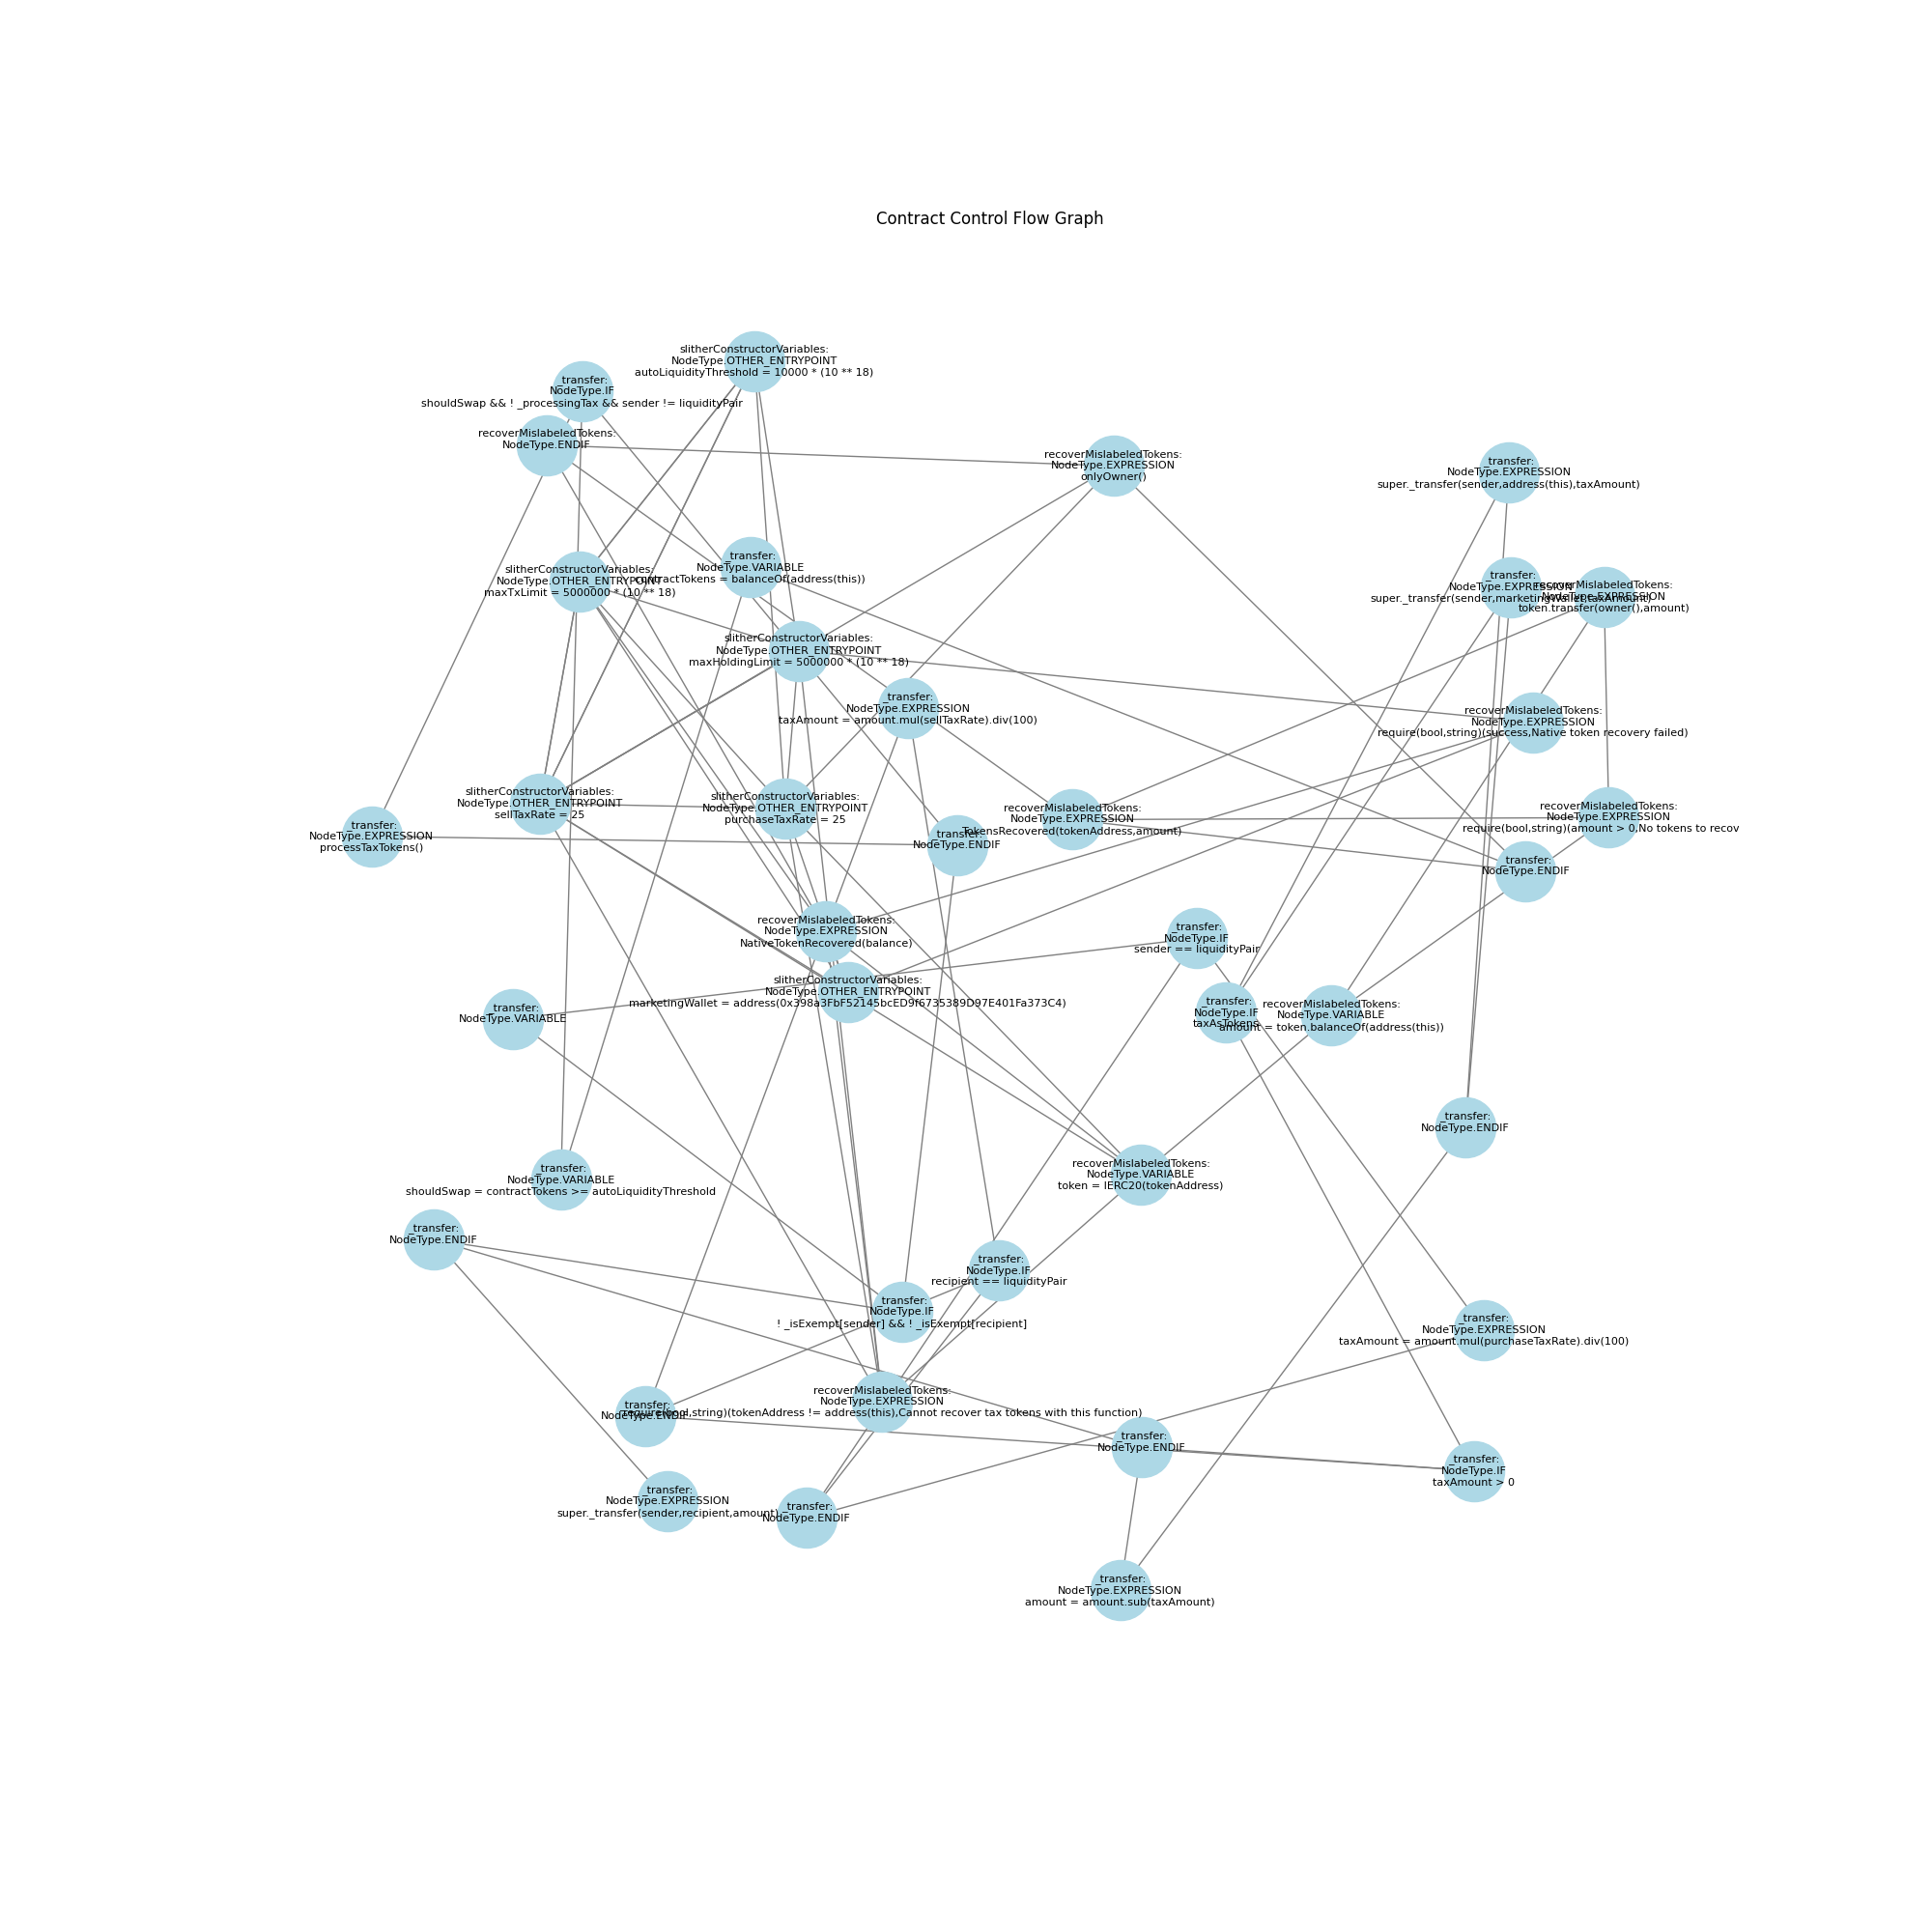 Contract Control Flow Graph
slitherConstructorVariables:
NodeType.OTHER_ENTRYPOINT
autoLiquidityThreshold = 10000 * (10 ** 18)
_transfer:
NodeType.IF
shouldSwap && ! _processingTax && sender != liquidityPair
recoverMislabeledTokens:
NodeType.ENDIF
recoverMislabeledTokens:
NodeType.EXPRESSION
onlyOwner()
_transfer:
NodeType.EXPRESSION
super._transfer(sender,address(this),taxAmount)
_transfer:
NodeType.VARIABLE
contractTokens = balanceOf(address(this))
slitherConstructorVariables:
NodeType.OTHER_ENTRYPOINT
maxTxLimit = 5000000 * (10 ** 18)
_transfer:
NodeType.EXPRESSION
super._transfer(sender,marketingWallet,taxAmount)
recoverMislabeledTokens:
NodeType.EXPRESSION
token.transfer(owner(),amount)
slitherConstructorVariables:
NodeType.OTHER_ENTRYPOINT
maxHoldingLimit = 5000000 * (10 ** 18)
_transfer:
NodeType.EXPRESSION
taxAmount = amount.mul(sellTaxRate).div(100)
recoverMislabeledTokens:
NodeType.EXPRESSION
require(bool,string)(success,Native token recovery failed)
slitherConstructorVariables:
NodeType.OTHER_ENTRYPOINT
sellTaxRate = 25
slitherConstructorVariables:
NodeType.OTHER_ENTRYPOINT
purchaseTaxRate = 25
recoverMislabeledTokens:
NodeType.EXPRESSION
TokensRecovered(tokenAddress,amount)
recoverMislabeledTokens:
NodeType.EXPRESSION
require(bool,string)(amount > 0,No tokens to recov
_transfer:
NodeType.EXPRESSION
processTaxTokens()
_transfer:
NodeType.ENDIF
_transfer:
NodeType.ENDIF
recoverMislabeledTokens:
NodeType.EXPRESSION
NativeTokenRecovered(balance)
_transfer:
NodeType.IF
sender == liquidityPair
slitherConstructorVariables:
NodeType.OTHER_ENTRYPOINT
marketingWallet = address(0x398a3FbF52145bcED9f6735389D97E401Fa373C4)
_transfer:
NodeType.VARIABLE
_transfer:
NodeType.IF
taxAsTokens
recoverMislabeledTokens:
NodeType.VARIABLE
amount = token.balanceOf(address(this))
_transfer:
NodeType.ENDIF
_transfer:
NodeType.VARIABLE
shouldSwap = contractTokens >= autoLiquidityThreshold
recoverMislabeledTokens:
NodeType.VARIABLE
token = IERC20(tokenAddress)
_transfer:
NodeType.ENDIF
_transfer:
NodeType.IF
recipient == liquidityPair
_transfer:
NodeType.IF
! _isExempt[sender] && ! _isExempt[recipient]
_transfer:
NodeType.EXPRESSION
taxAmount = amount.mul(purchaseTaxRate).div(100)
recoverMislabeledTokens:
NodeType.EXPRESSION
require(bool,string)(tokenAddress != address(this),Cannot recover tax tokens with this function)
_transfer:
NodeType.ENDIF
_transfer:
NodeType.ENDIF
_transfer:
NodeType.IF
taxAmount > 0
_transfer:
NodeType.EXPRESSION
super._transfer(sender,recipient,amount)
_transfer:
NodeType.ENDIF
_transfer:
NodeType.EXPRESSION
amount = amount.sub(taxAmount)